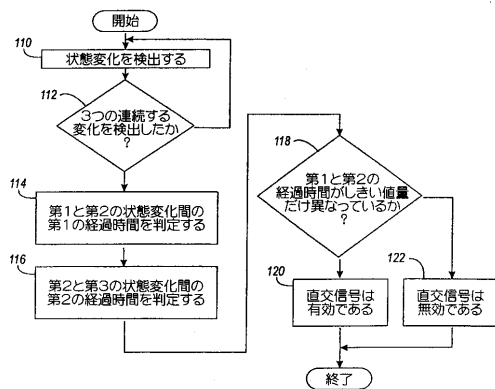 開始
110
状態変化を検出する
112
3つの連続する
変化を検出したか
?
114
第1と第2の状態変化間の
第1の経過時間を判定する
116
第2と第3の状態変化間の
第2の経過時間を判定する
118
第1と第2の
経過時間がしきい値量
だけ異なっているか
?
120
直交信号は
有効である
122
直交信号は
無効である
終了